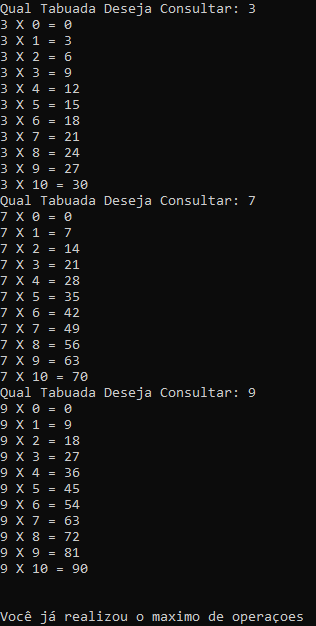 Qual Tabuada Deseja Consultar: 3
3 X 0 = 0
3 X 1 = 3
3 X 2 = 6
3 X 3 = 9
3 X 4 = 12
3 X 5 = 15
3 X 6 = 18
3 X 7 = 21
3 X 8 = 24
3 X 9 = 27
3 X 10 = 30
Qual Tabuada Deseja Consultar: 7
7 X 0 = 0
7 X 1 = 7
7 X 2 = 14
7 X 3 = 21
7 X 4 = 28
7 X 5 = 35
7 X 6 = 42
7 X 7 = 49
7 X 8 = 56
7 X 9 = 63
7 X 10 = 70
Qual Tabuada Deseja Consultar: 9
9 X 0 = 0
9 X 1 = 9
9 X 2 = 18
9 X 3 = 27
9 X 4 = 36
9 X 5 = 45
9 X 6 = 54
9 X 7 = 63
9 X 8 = 72
9 X 9 = 81
9 X 10 = 90
Você já realizou o maximo de operaçoes